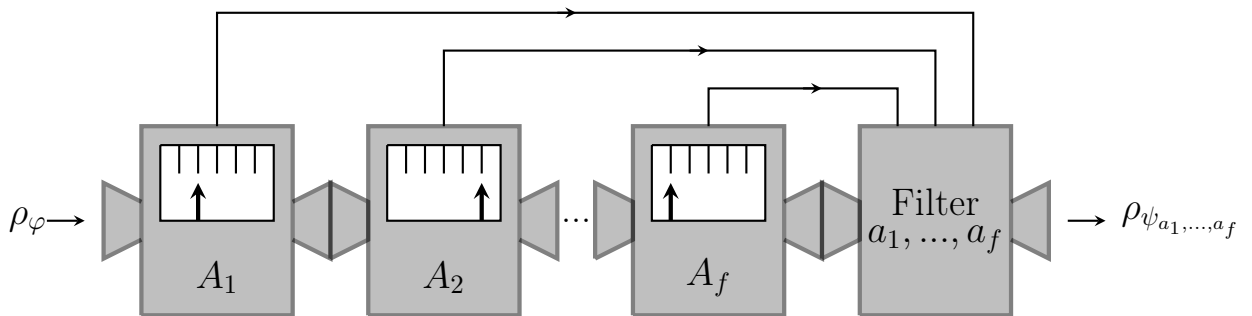 ρ_φ
A_1
A_2
...
A_f
Filter
a_1, ..., a_f
ρ_{ψ_{a_1,...,a_f}}